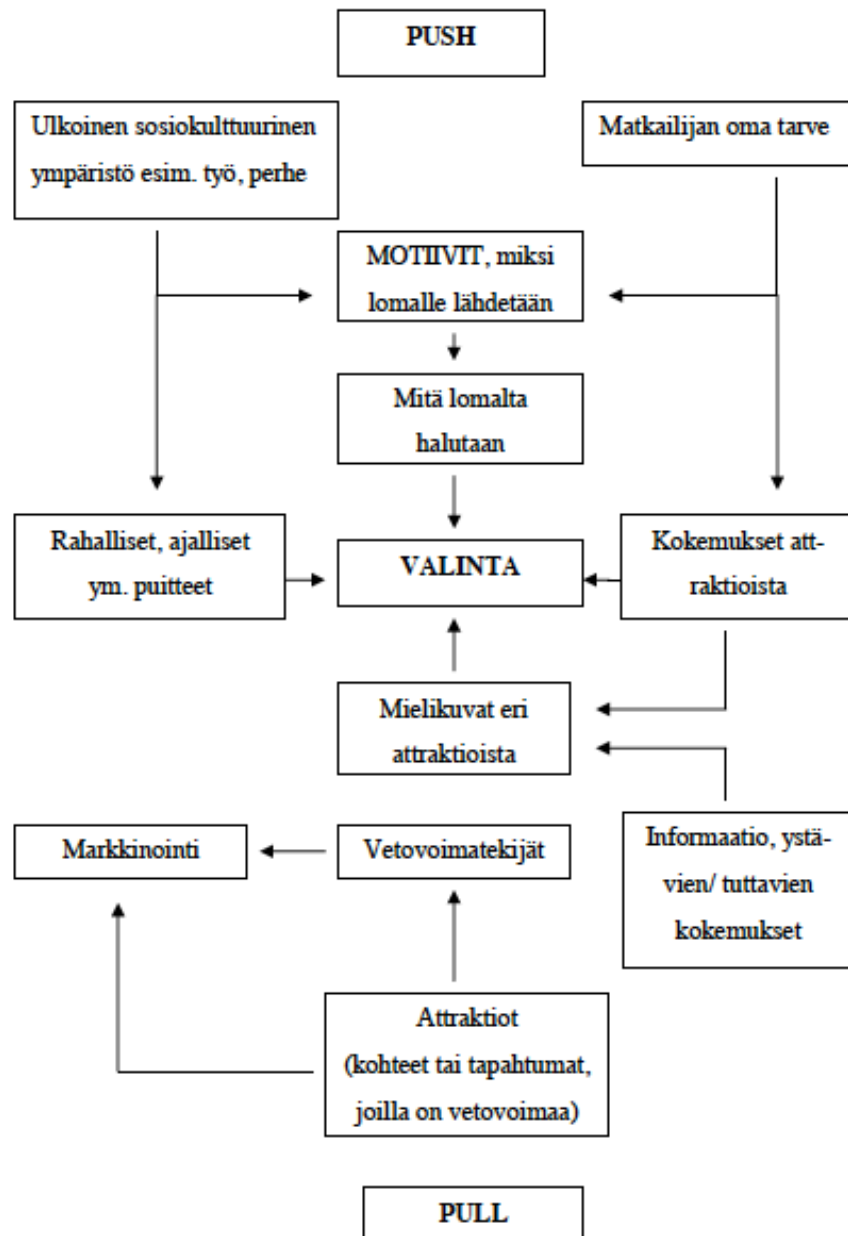 PUSH
Ulkoinen sosiokulttuurinen
ympäristö esim. työ, perhe
Matkailijan oma tarve
MOTIIVIT, miksi
lomalle lähdetään
Mitä lomalta
halutaan
Rahalliset, ajalliset
ym. puitteet
VALINTA
Kokemukset att-
raktioista
Mielikuvat eri
attraktioista
Markkinointi
Vetovoimatekijät
Informaatio, ystä-
vien/ tuttavien
kokemukset
Attraktiot
(kohteet tai tapahtumat,
joilla on vetovoimaa)
PULL